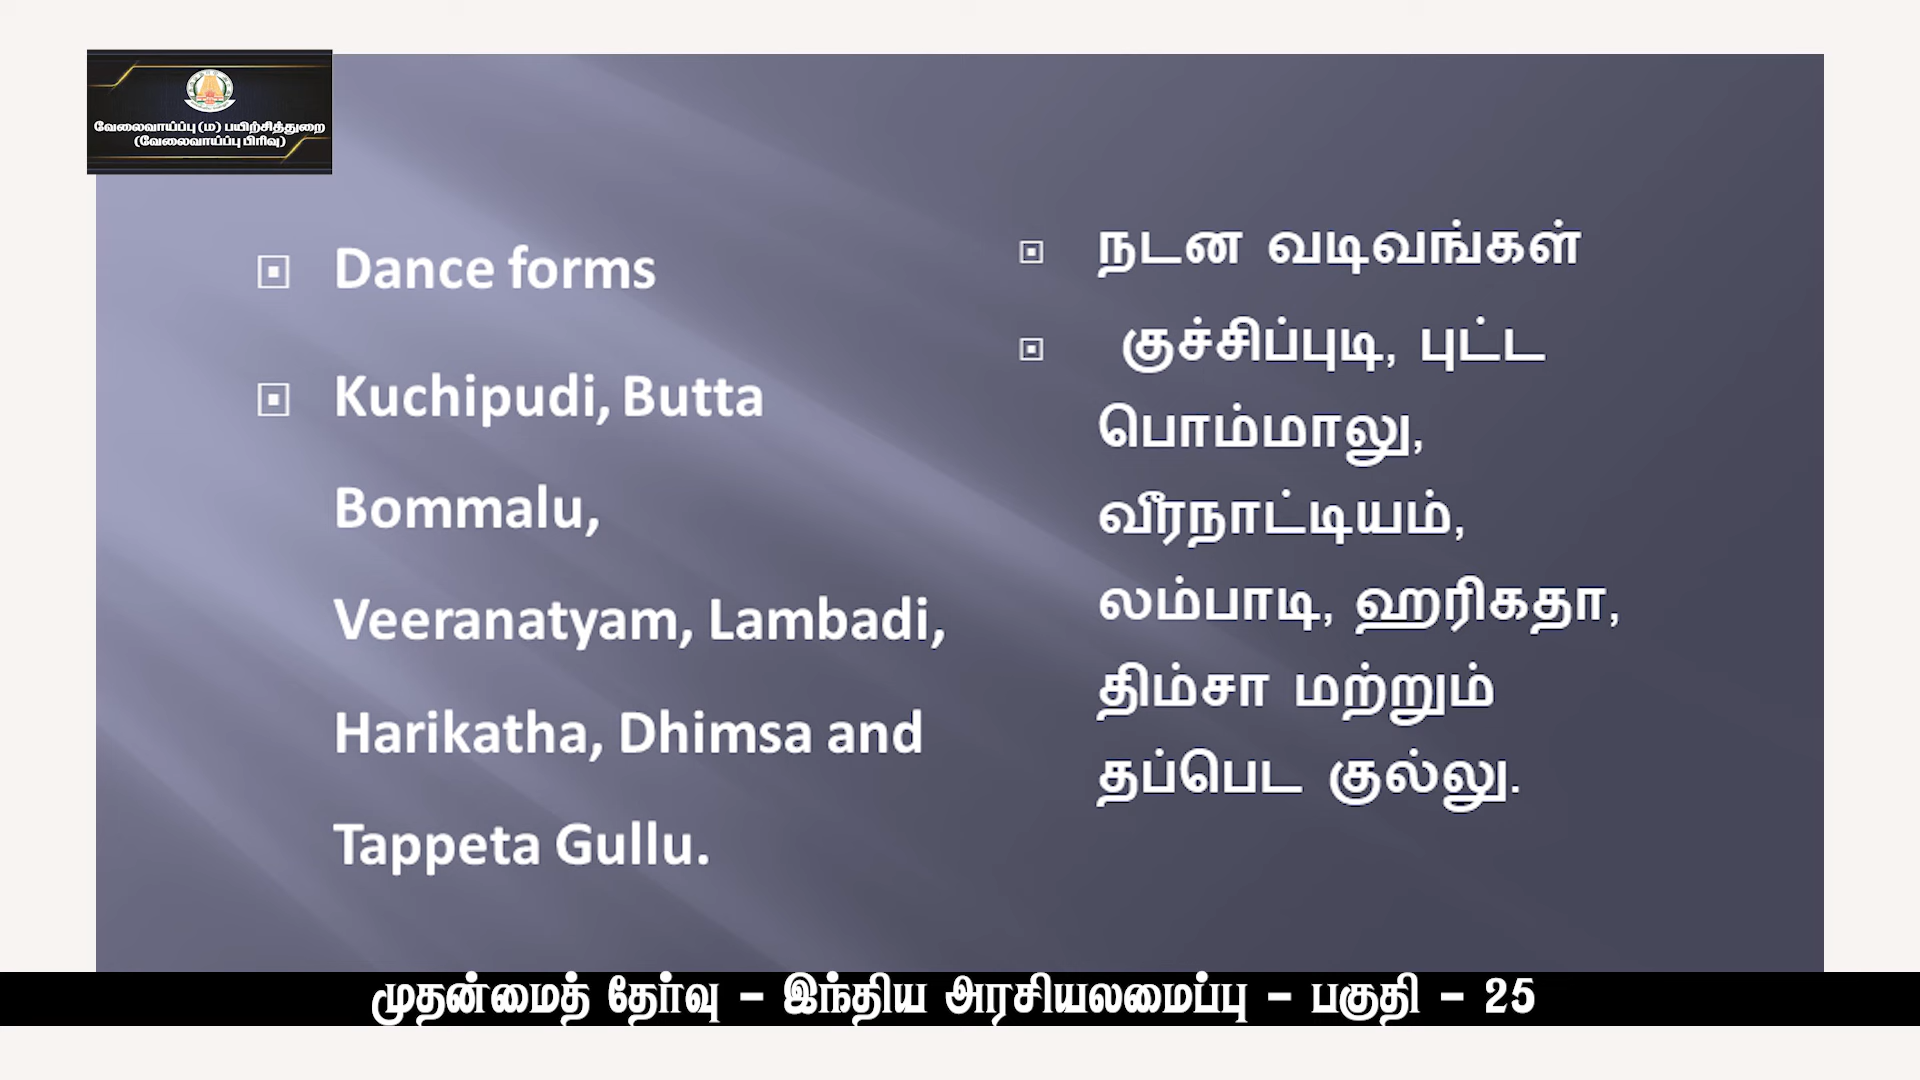 வேலைவாய்ப்பு (ம) பயிற்சித்துறை
(வேலைவாய்ப்பு பிரிவு)
Dance forms
Kuchipudi, Butta
Bommalu,
Veeranatyam, Lambadi,
Harikatha, Dhimsa and
Tappeta Gullu.
நடன வடிவங்கள்
குச்சிப்புடி, புட்ட
பொம்மாலு,
வீரநாட்டியம்,
லம்பாடி, ஹரிகதா,
திம்சா மற்றும்
தப்பெட குல்லு.
முதன்மைத் தேர்வு – இந்திய அரசியலமைப்பு – பகுதி – 25